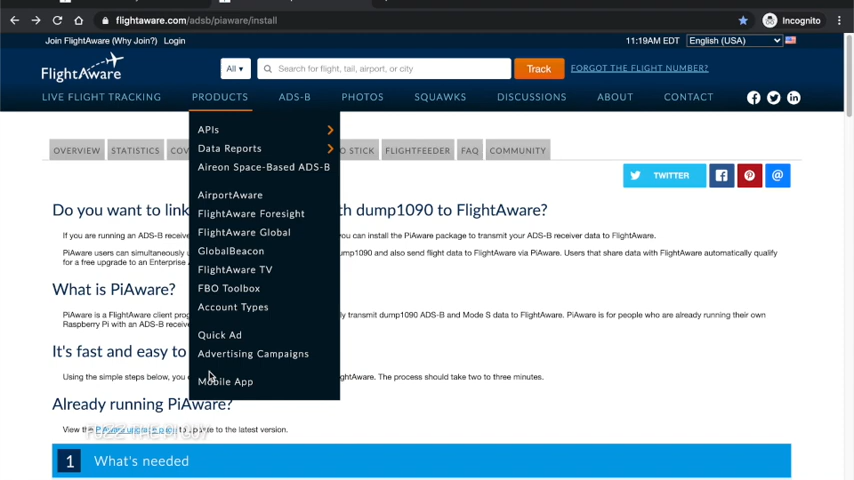 flightaware.com/adsb/piaware/install
Incognito
Join FlightAware (Why Join?) Login
11:19AM EDT
English (USA)
FlightAware
All ▾
Search for flight, tail, airport, or city
Track
FORGOT THE FLIGHT NUMBER?
LIVE FLIGHT TRACKING PRODUCTS ADS-B PHOTOS SQUAWKS DISCUSSIONS ABOUT CONTACT
APIs
Data Reports
Aireon Space-Based ADS-B
AirportAware
FlightAware Foresight
FlightAware Global
GlobalBeacon
FlightAware TV
FBO Toolbox
Account Types
Quick Ad
Advertising Campaigns
Mobile App
OVERVIEW STATISTICS COV O STICK FLIGHTFEEDER FAQ COMMUNITY
TWITTER
Do you want to link th dump1090 to FlightAware?
If you are running an ADS-B receive you can install the PiAware package to transmit your ADS-B receiver data to FlightAware.
PiAware users can simultaneously u dump1090 and also send flight data to FlightAware via PiAware. Users that share data with FlightAware automatically qualify
for a free upgrade to an Enterprise A
What is PiAware?
PiAware is a FlightAware client prog ly transmit dump1090 ADS-B and Mode S data to FlightAware. PiAware is for people who are already running their own
Raspberry Pi with an ADS-B receive
It's fast and easy to
Using the simple steps below, you c ghtAware. The process should take two to three minutes.
Already running PiAware?
View the PiAware upgrade guide to update to the latest version.
1 What's needed